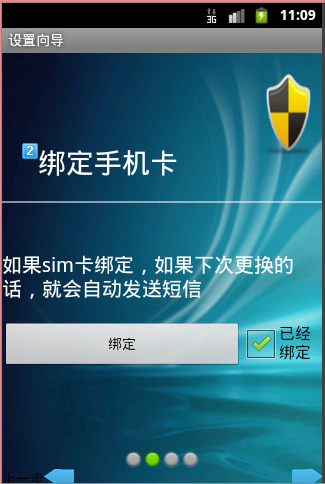 3G 11:09
设置向导
2 绑定手机卡
如果sim卡绑定，如果下次更换的
话，就会自动发送短信
绑定
已经
绑定
上一步